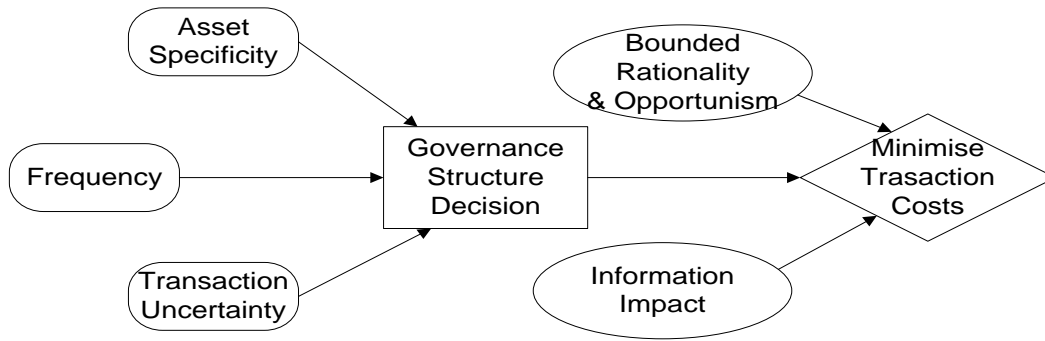 Asset
Specificity
Bounded
Rationality
& Opportunism
Frequency
Governance
Structure
Decision
Minimise
Trasaction
Costs
Transaction
Uncertainty
Information
Impact